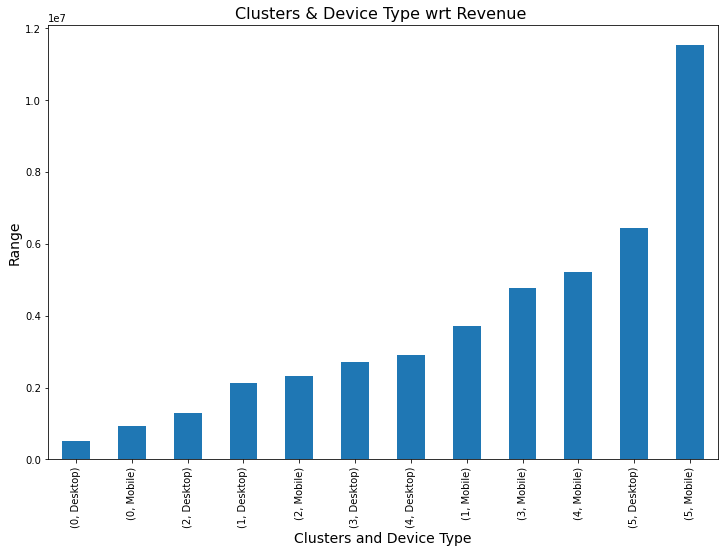 Clusters & Device Type wrt Revenue
1e7
1.2
1.0
0.8
0.6
0.4
0.2
0.0
Range
(0, Desktop)
(0, Mobile)
(2, Desktop)
(1, Desktop)
(2, Mobile)
(3, Desktop)
(4, Desktop)
(1, Mobile)
(3, Mobile)
(4, Mobile)
(5, Desktop)
(5, Mobile)
Clusters and Device Type